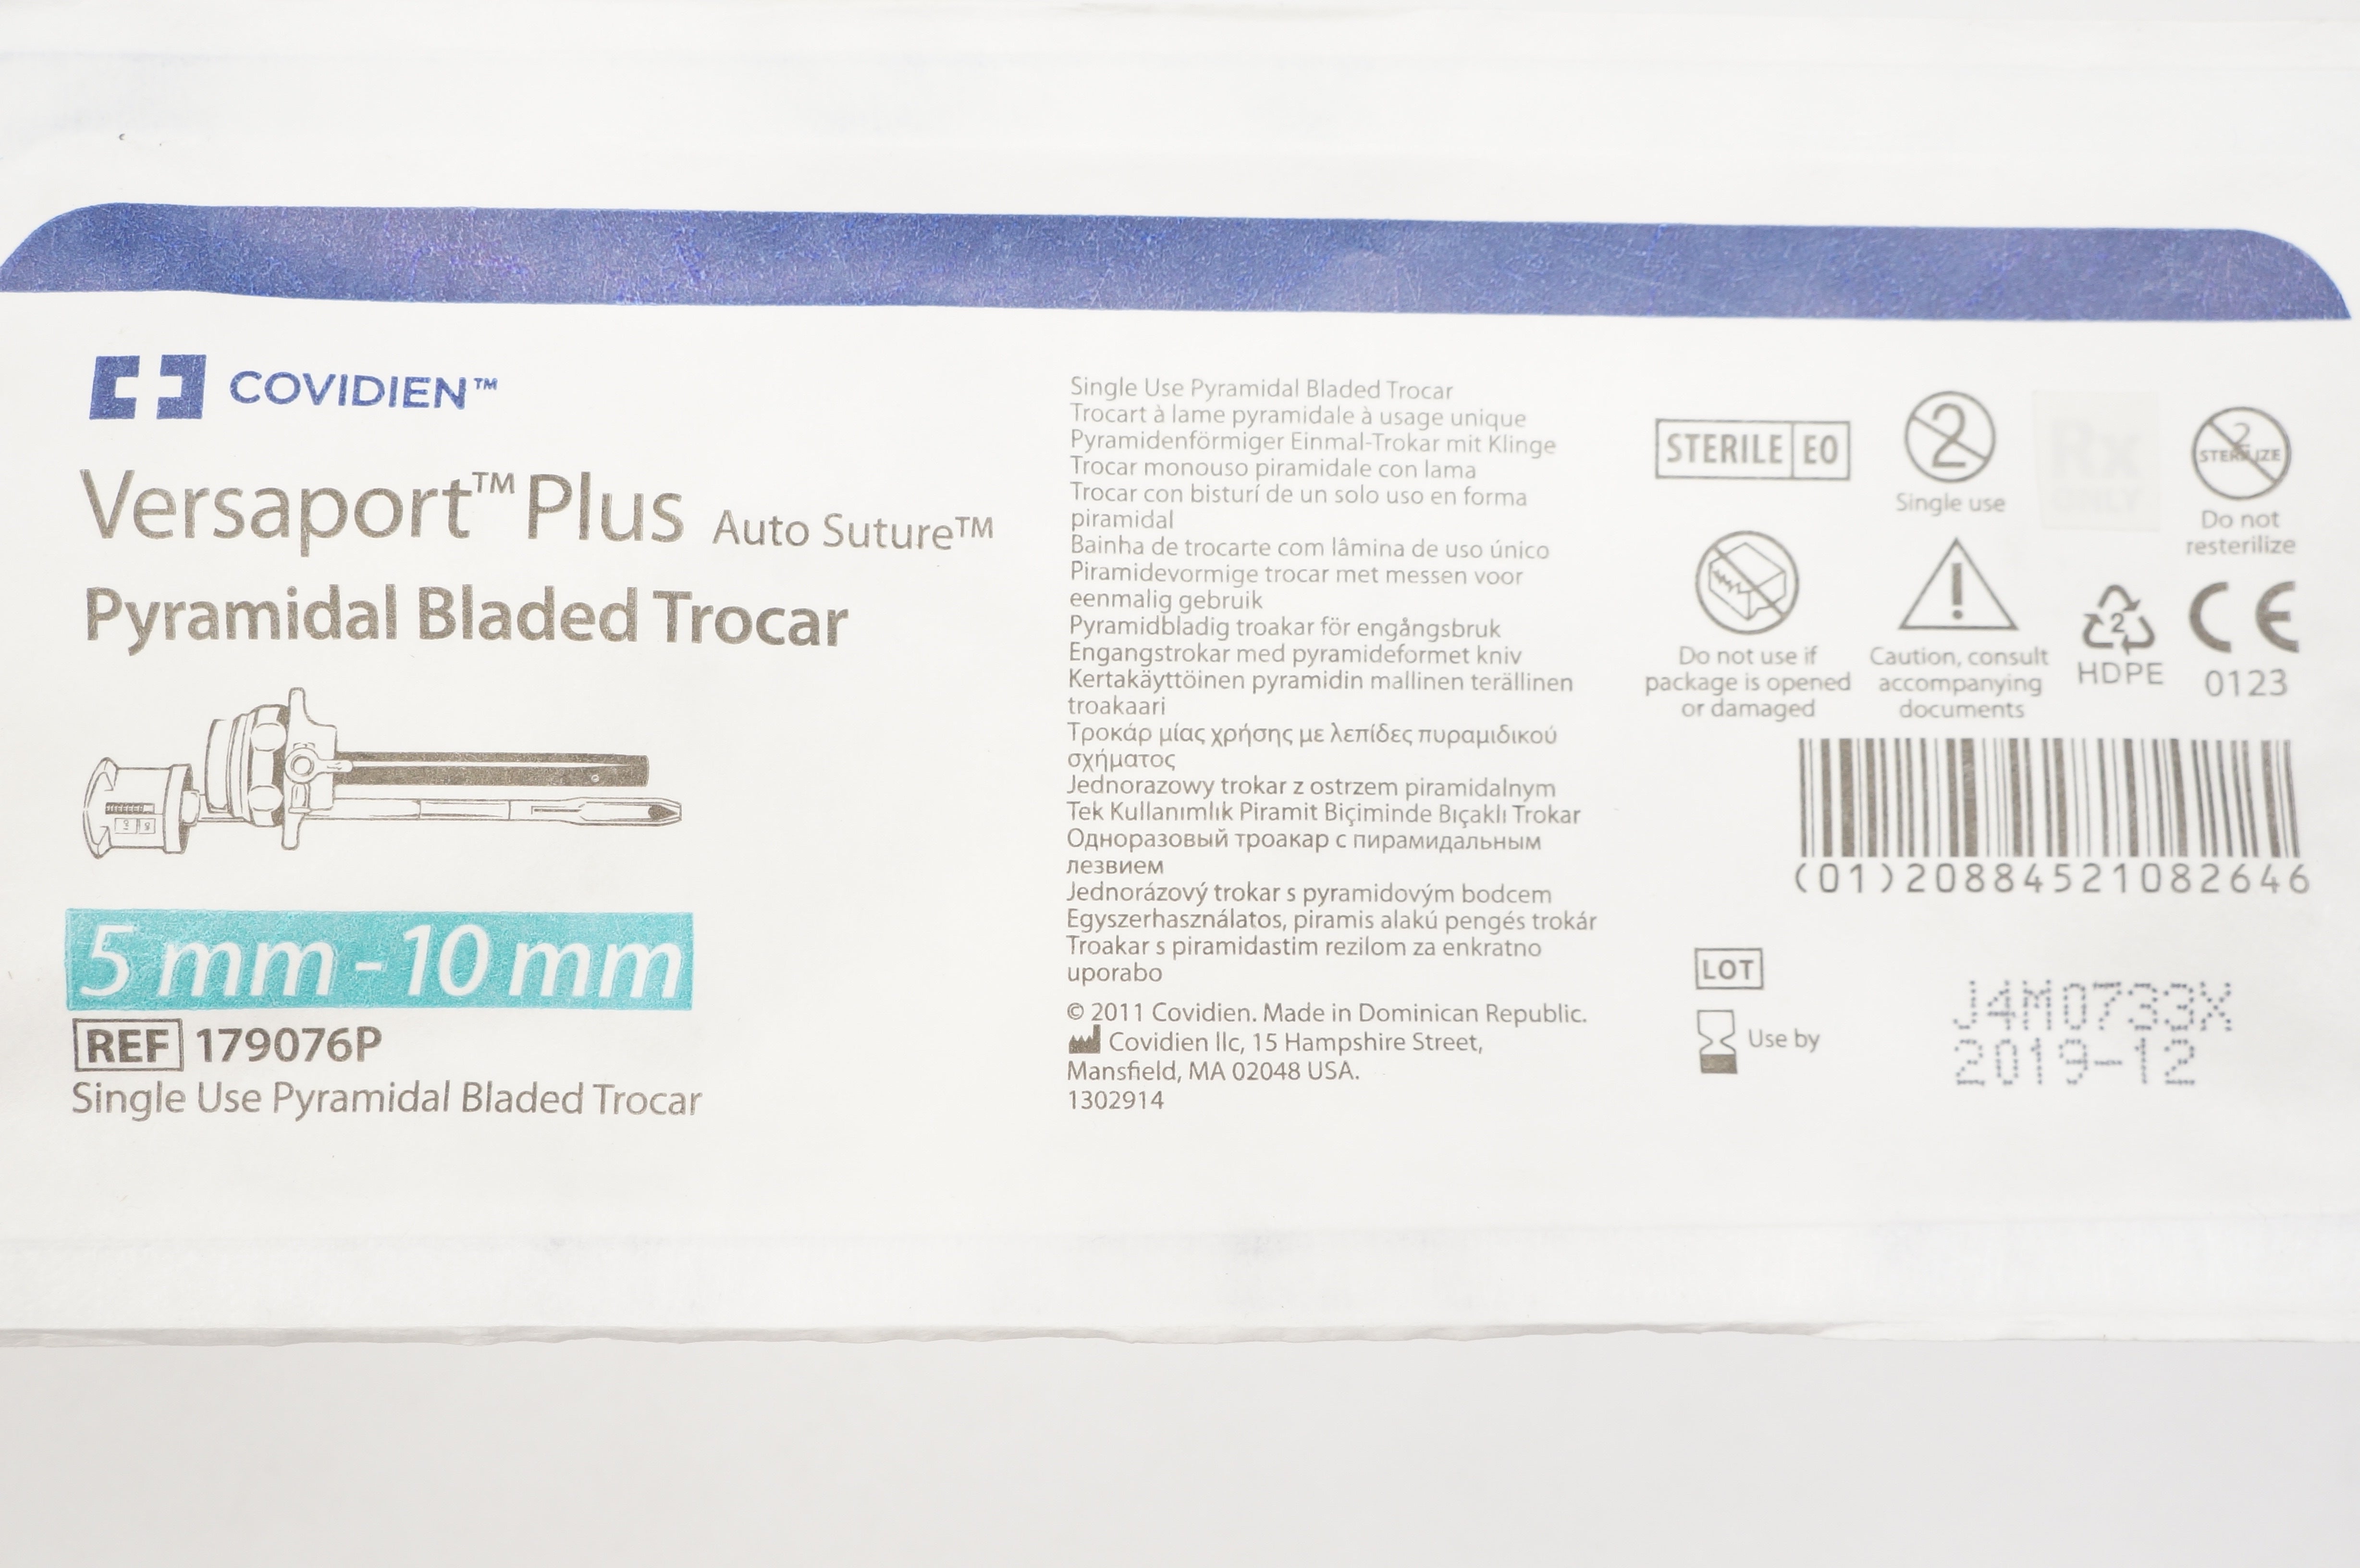 COVIDIEN™
Versaport™ Plus Auto Suture™
Pyramidal Bladed Trocar
5 mm - 10 mm
REF 179076P
Single Use Pyramidal Bladed Trocar
Single Use Pyramidal Bladed Trocar
Trocart à lame pyramidale à usage unique
Pyramidenförmiger Einmal-Trokar mit Klinge
Trocar monouso piramidale con lama
Trocar con bisturí de un solo uso en forma
piramidal
Bainha de trocarte com lâmina de uso único
Piramidevormige trocar met messen voor
eenmalig gebruik
Pyramidbladig troakar för engångsbruk
Engangstrokar med pyramideformet kniv
Kertakäyttöinen pyramidin mallinen terällinen
troakaari
Τροκάρ μίας χρήσης με λεπίδες πυραμιδικού
σχήματος
Jednorazowy trokar z ostrzem piramidalnym
Tek Kullanımlık Piramit Biçiminde Bıçaklı Trokar
Одноразовый троакар с пирамидальным
лезвием
Jednorázový trokar s pyramidovým bodcem
Egyszerhasználatos, piramis alakú pengés trokár
Troakar s piramidastim rezilom za enkratno
uporabo
© 2011 Covidien. Made in Dominican Republic.
Covidien llc, 15 Hampshire Street,
Mansfield, MA 02048 USA.
1302914
STERILE EO
2
Single use
Rx
ONLY
2
STERILIZE
Do not
resterilize
Do not use if
package is opened
or damaged
!
Caution, consult
accompanying
documents
2
HDPE
CE
0123
(01)20884521082646
LOT J4M0733X
Use by 2019-12